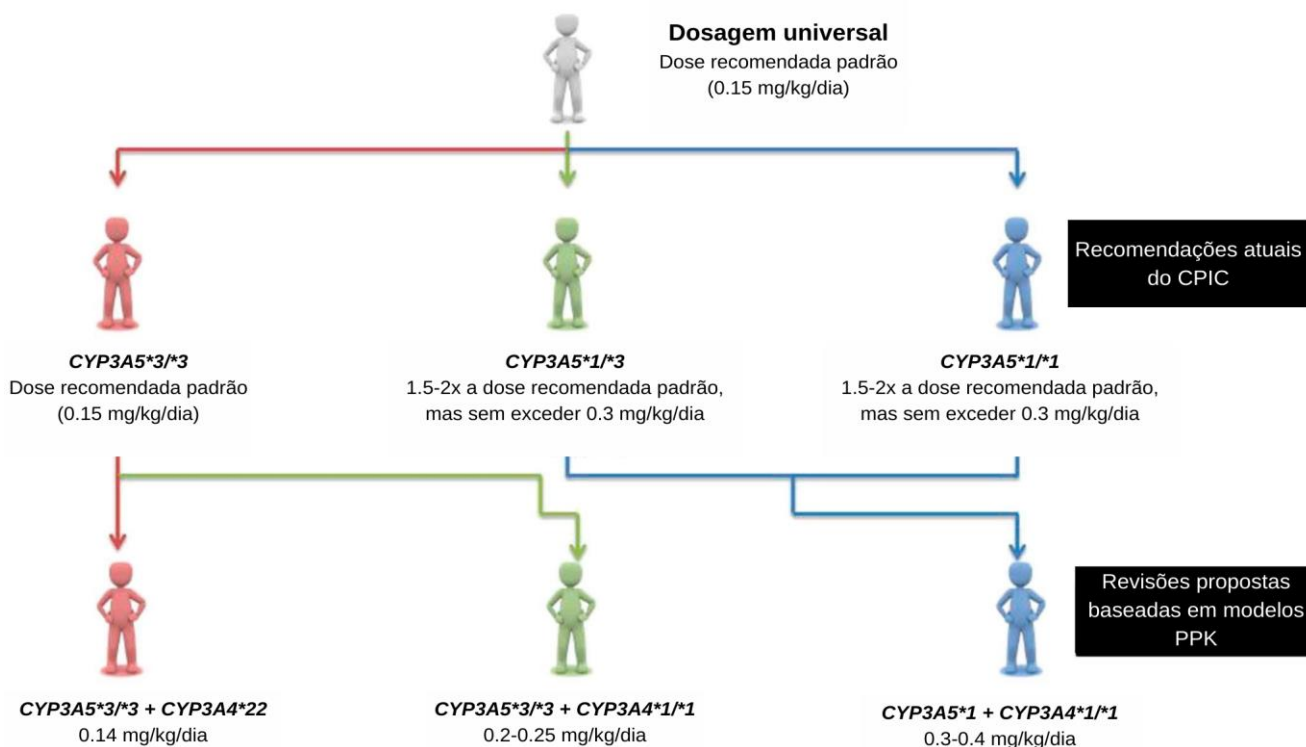 Dosagem universal
Dose recomendada padrão
(0.15 mg/kg/dia)
Recomendações atuais
do CPIC
CYP3A5*3/*3
Dose recomendada padrão
(0.15 mg/kg/dia)
CYP3A5*1/*3
1.5-2x a dose recomendada padrão,
mas sem exceder 0.3 mg/kg/dia
CYP3A5*1/*1
1.5-2x a dose recomendada padrão,
mas sem exceder 0.3 mg/kg/dia
Revisões propostas
baseadas em modelos
PPK
CYP3A5*3/*3 + CYP3A4*22
0.14 mg/kg/dia
CYP3A5*3/*3 + CYP3A4*1/*1
0.2-0.25 mg/kg/dia
CYP3A5*1 + CYP3A4*1/*1
0.3-0.4 mg/kg/dia